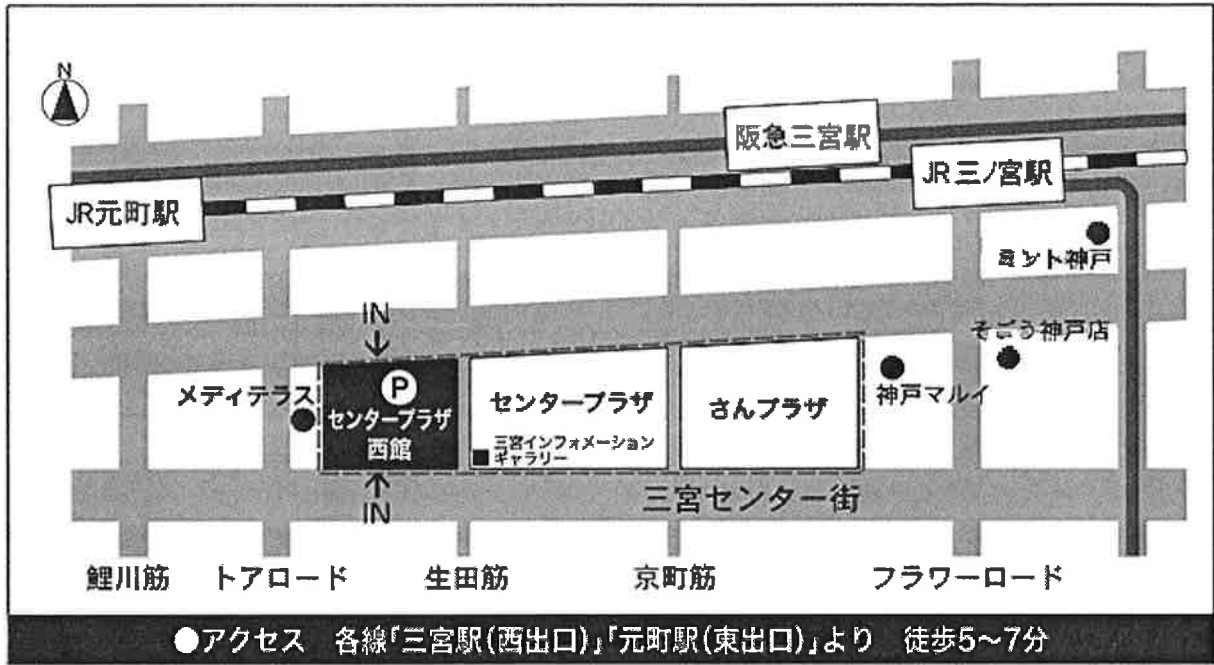 N
阪急三宮駅
JR三ノ宮駅
JR元町駅
ミント神戸
IN
そごう神戸店
メディテラス
P
センタープラザ
西館
センタープラザ
三宮インフォメーション
ギャラリー
さんプラザ
神戸マルイ
IN
三宮センター街
鯉川筋
トアロード
生田筋
京町筋
フラワーロード
●アクセス 各線「三宮駅(西出口)」「元町駅(東出口)」より 徒歩5～7分